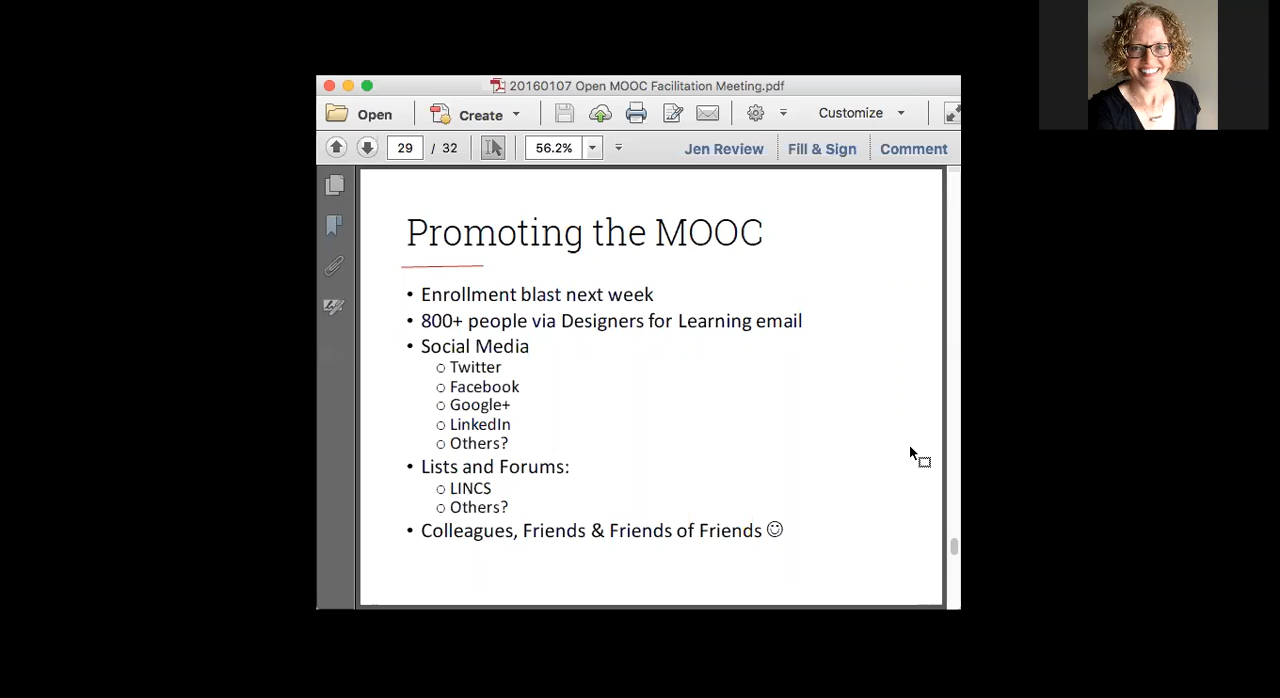 20160107 Open MOOC Facilitation Meeting.pdf
Open Create Customize
29 / 32 56.2% Jen Review Fill & Sign Comment
Promoting the MOOC
• Enrollment blast next week
• 800+ people via Designers for Learning email
• Social Media
○ Twitter
○ Facebook
○ Google+
○ LinkedIn
○ Others?
• Lists and Forums:
○ LINCS
○ Others?
• Colleagues, Friends & Friends of Friends ☺